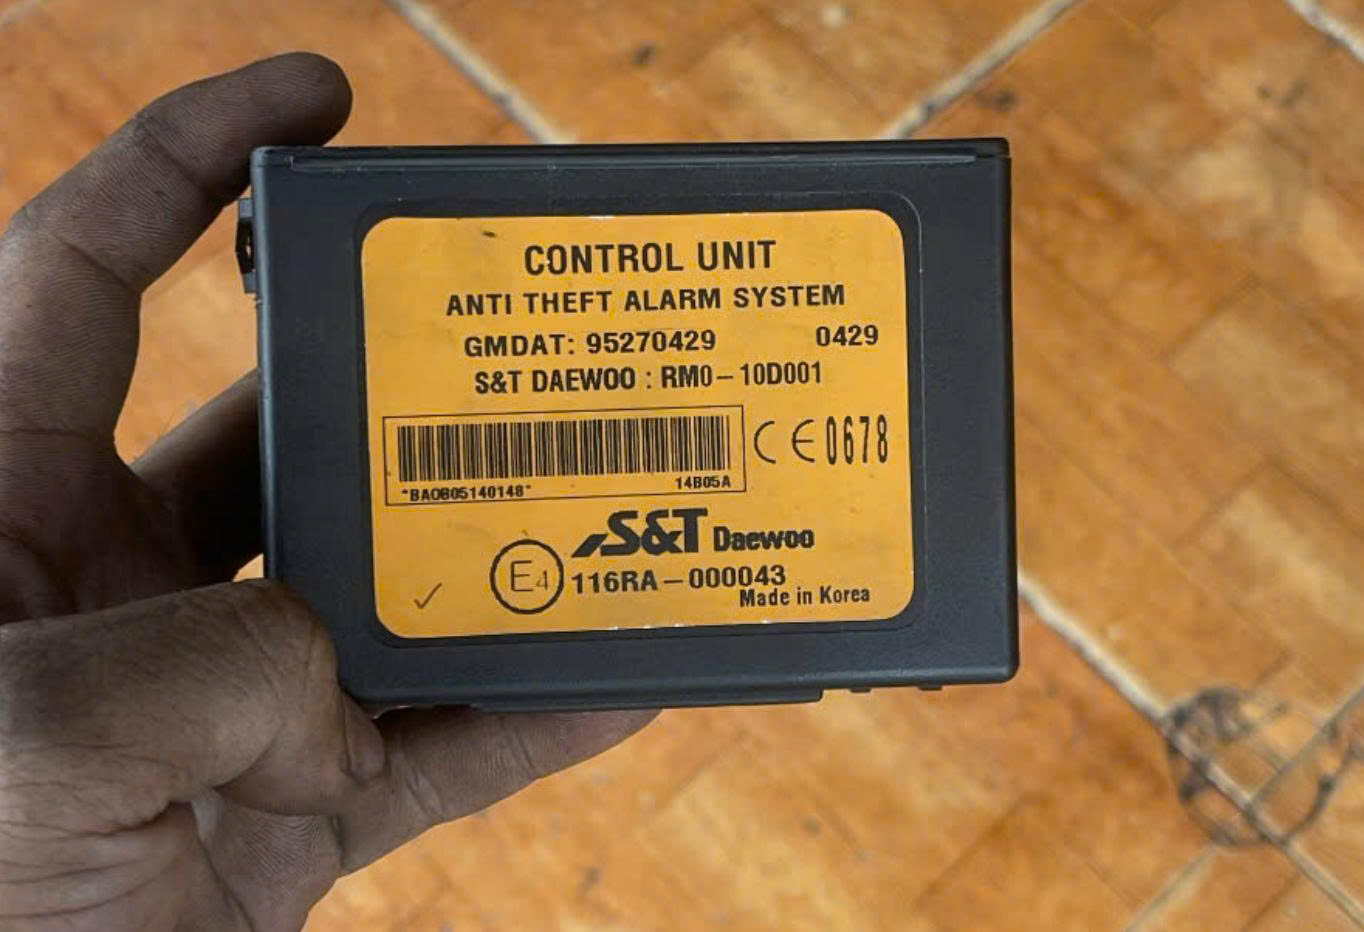 CONTROL UNIT
ANTI THEFT ALARM SYSTEM
GMDAT: 95270429 0429
S&T DAEWOO : RM0-10D001
CE0678
*BA0B05140148* 14B05A
S&T Daewoo
E4 116RA-000043
Made in Korea